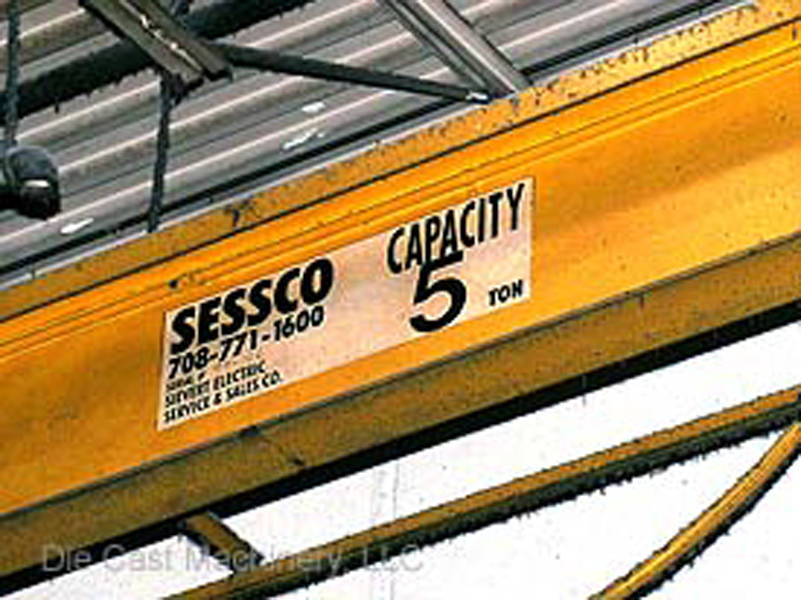 SESSCO
708-771-1600
SERIAL #
SIEVERT ELECTRIC
SERVICE & SALES CO.
CAPACITY
5 TON
Die Cast Machinery, LLC